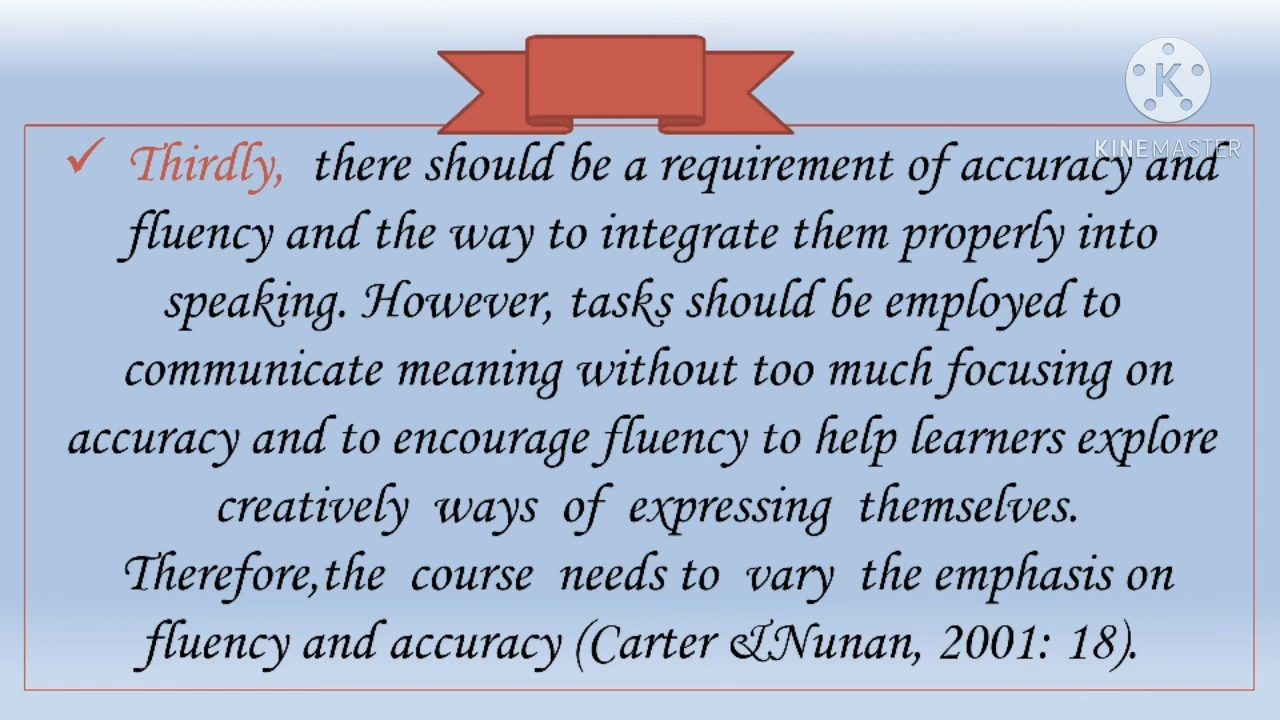 K
KINEMASTER
✓ Thirdly, there should be a requirement of accuracy and
fluency and the way to integrate them properly into
speaking. However, tasks should be employed to
communicate meaning without too much focusing on
accuracy and to encourage fluency to help learners explore
creatively ways of expressing themselves.
Therefore,the course needs to vary the emphasis on
fluency and accuracy (Carter &Nunan, 2001: 18).